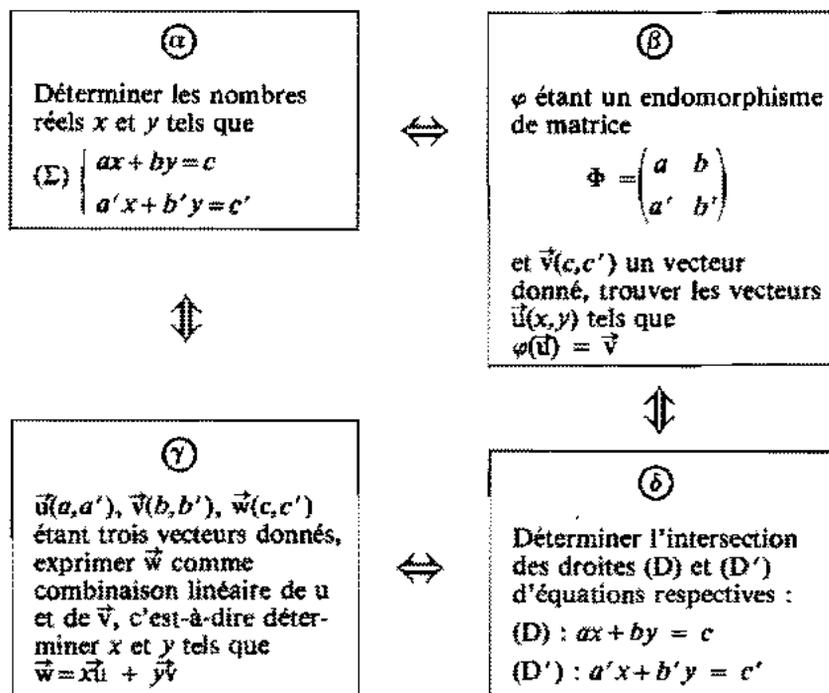 α
Déterminer les nombres
réels x et y tels que
(Σ) { ax + by = c
a′x + b′y = c′
⇔
β
φ étant un endomorphisme
de matrice
Φ = (a b
a′ b′)
et v⃗(c,c′) un vecteur
donné, trouver les vecteurs
u⃗(x,y) tels que
φ(u⃗) = v⃗
⇕
⇕
γ
u⃗(a,a′), v⃗(b,b′), w⃗(c,c′)
étant trois vecteurs donnés,
exprimer w⃗ comme
combinaison linéaire de u
et de v⃗, c'est-à-dire déter-
miner x et y tels que
w⃗ = xu⃗ + yv⃗
⇔
δ
Déterminer l'intersection
des droites (D) et (D′)
d'équations respectives :
(D) : ax + by = c
(D′) : a′x + b′y = c′